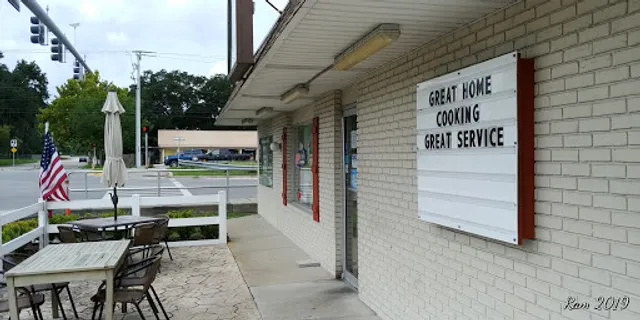 GREAT HOME
COOKING
GREAT SERVICE
Ram 2019